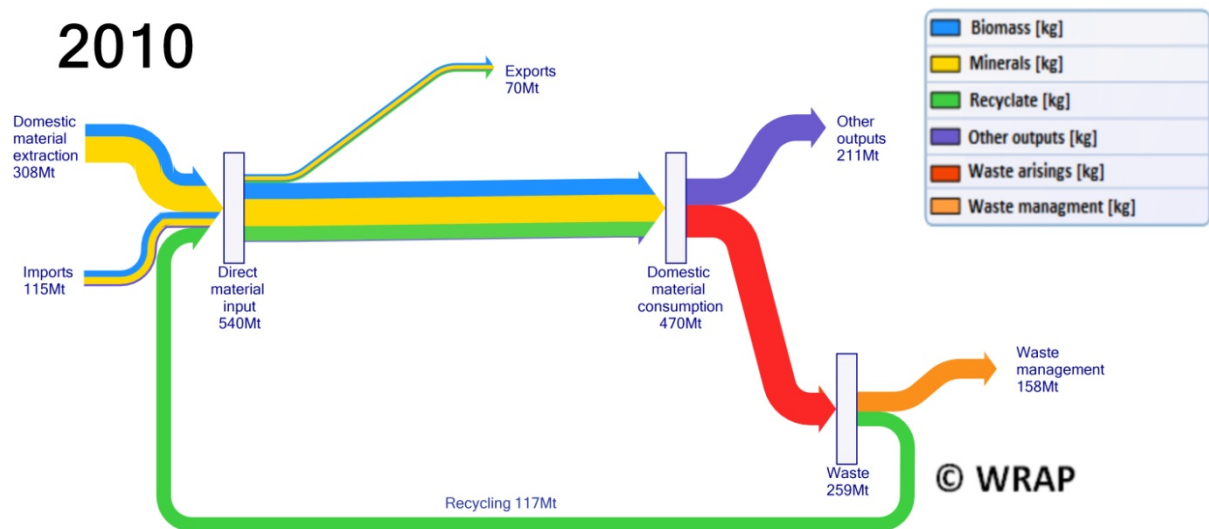 2010
Biomass [kg]
Minerals [kg]
Recyclate [kg]
Other outputs [kg]
Waste arisings [kg]
Waste managment [kg]
Exports
70Mt
Domestic
material
extraction
308Mt
Other
outputs
211Mt
Imports
115Mt
Direct
material
input
540Mt
Domestic
material
consumption
470Mt
Waste
management
158Mt
Waste
259Mt
Recycling 117Mt
© WRAP